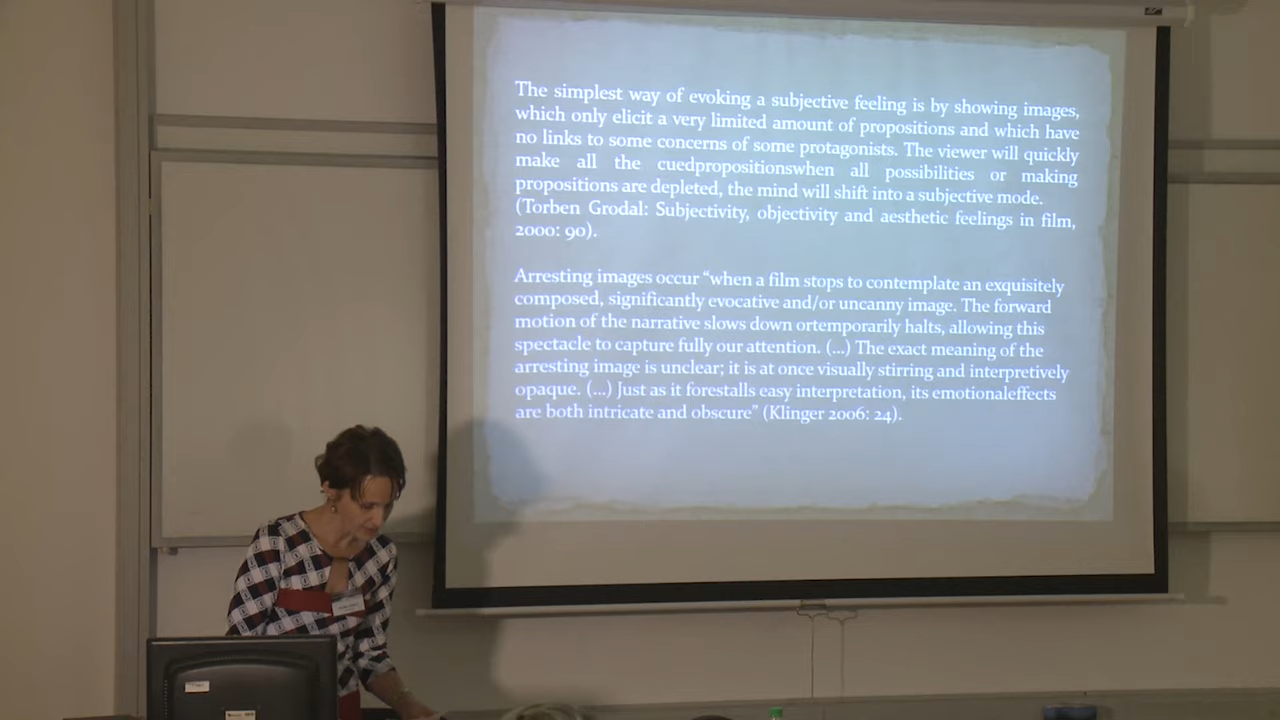 The simplest way of evoking a subjective feeling is by showing images,
which only elicit a very limited amount of propositions and which have
no links to some concerns of some protagonists. The viewer will quickly
make all the cuedpropositionswhen all possibilities or making
propositions are depleted, the mind will shift into a subjective mode.
(Torben Grodal: Subjectivity, objectivity and aesthetic feelings in film,
2000: 90).
Arresting images occur “when a film stops to contemplate an exquisitely
composed, significantly evocative and/or uncanny image. The forward
motion of the narrative slows down ortemporarily halts, allowing this
spectacle to capture fully our attention. (...) The exact meaning of the
arresting image is unclear; it is at once visually stirring and interpretively
opaque. (...) Just as it forestalls easy interpretation, its emotionaleffects
are both intricate and obscure” (Klinger 2006: 24).